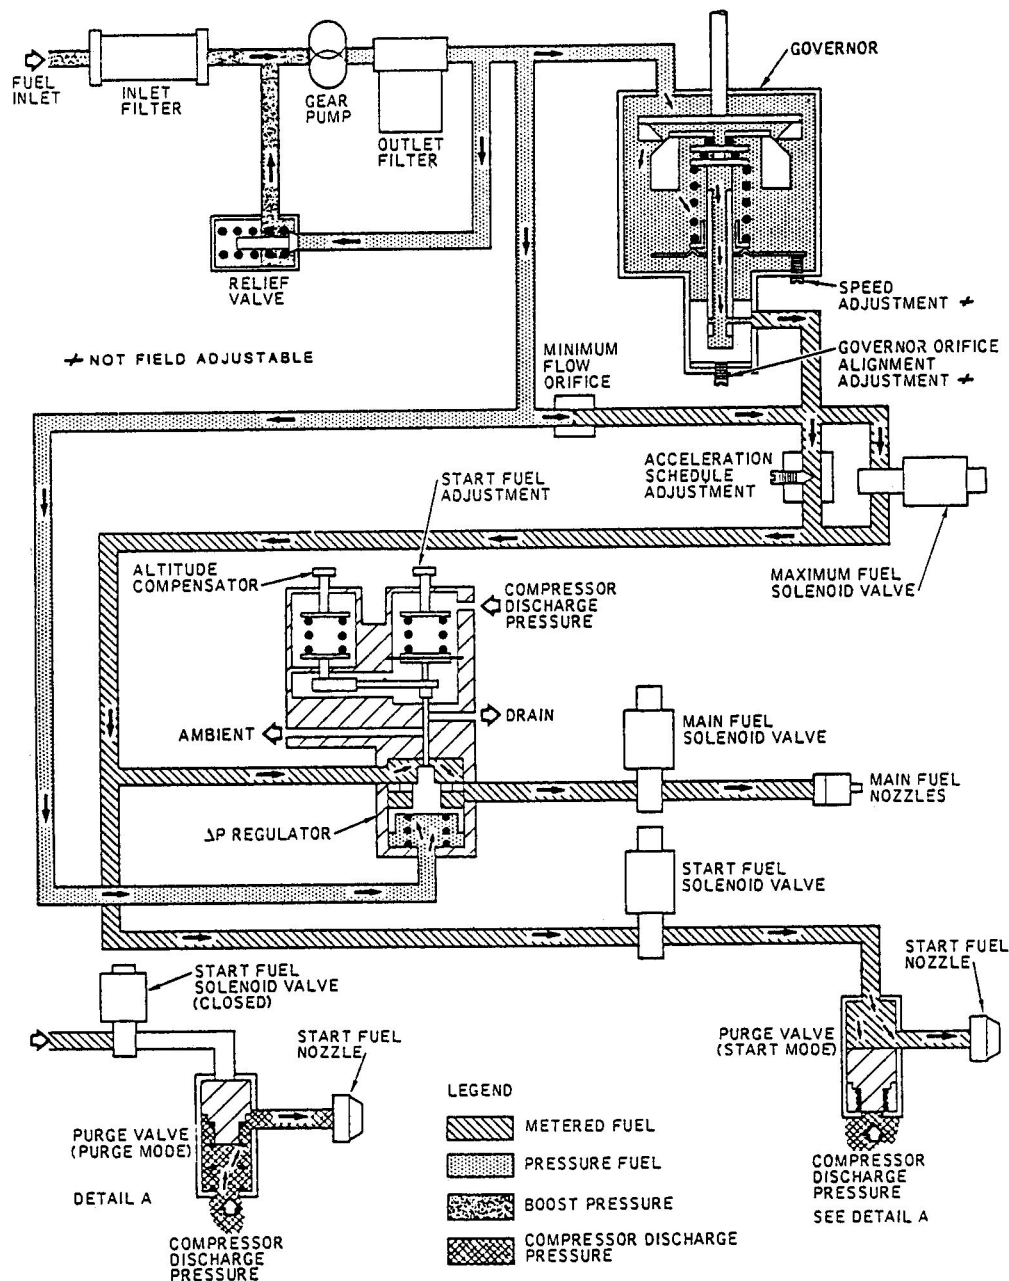 FUEL
INLET
INLET
FILTER
GEAR
PUMP
OUTLET
FILTER
GOVERNOR
RELIEF
VALVE
SPEED
ADJUSTMENT ≠
≠ NOT FIELD ADJUSTABLE
MINIMUM
FLOW
ORIFICE
GOVERNOR ORIFICE
ALIGNMENT
ADJUSTMENT ≠
START FUEL
ADJUSTMENT
ACCELERATION
SCHEDULE
ADJUSTMENT
ALTITUDE
COMPENSATOR
COMPRESSOR
DISCHARGE
PRESSURE
MAXIMUM FUEL
SOLENOID VALVE
AMBIENT
DRAIN
MAIN FUEL
SOLENOID VALVE
MAIN FUEL
NOZZLES
ΔP REGULATOR
START FUEL
SOLENOID VALVE
START FUEL
SOLENOID VALVE
(CLOSED)
START FUEL
NOZZLE
START FUEL
NOZZLE
PURGE VALVE
(START MODE)
PURGE VALVE
(PURGE MODE)
DETAIL A
COMPRESSOR
DISCHARGE
PRESSURE
LEGEND
METERED FUEL
PRESSURE FUEL
BOOST PRESSURE
COMPRESSOR DISCHARGE
PRESSURE
COMPRESSOR
DISCHARGE
PRESSURE
SEE DETAIL A